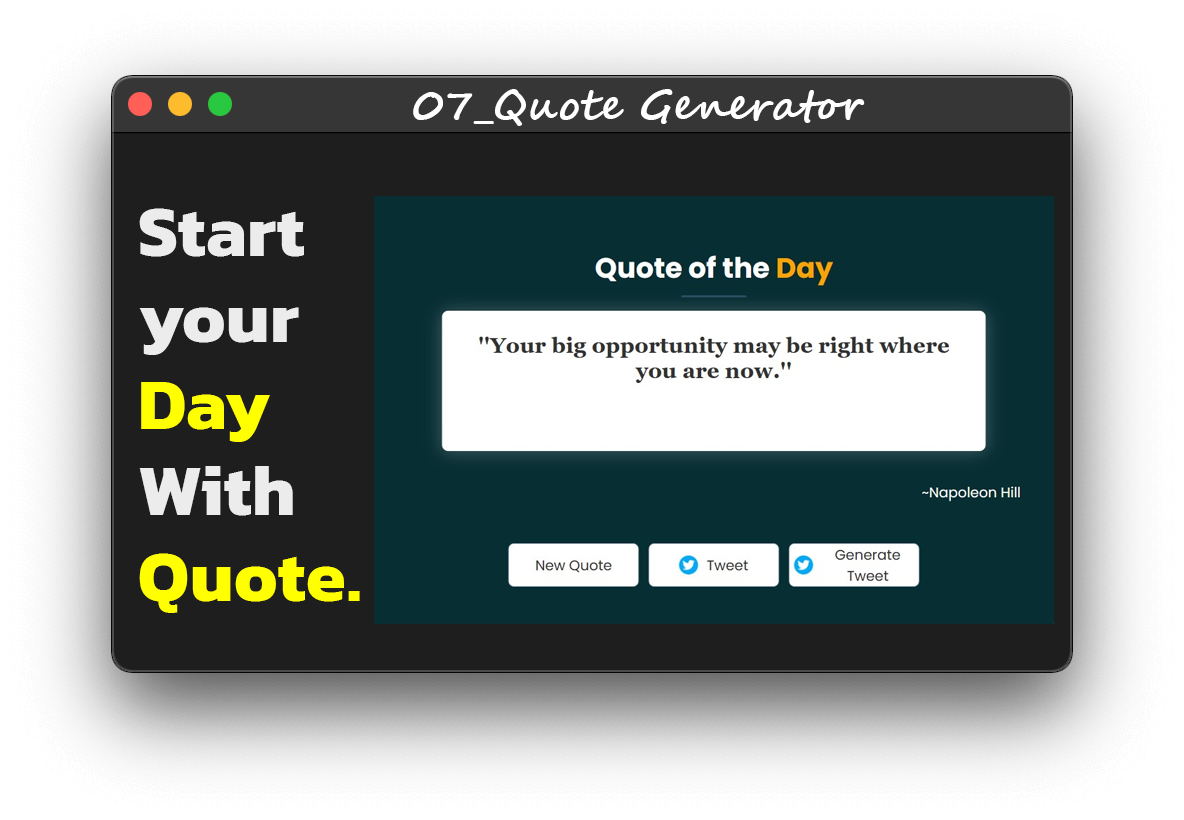 07_Quote Generator
Start
your
Day
With
Quote.
Quote of the Day
"Your big opportunity may be right where
you are now."
~Napoleon Hill
New Quote
Tweet
Generate
Tweet